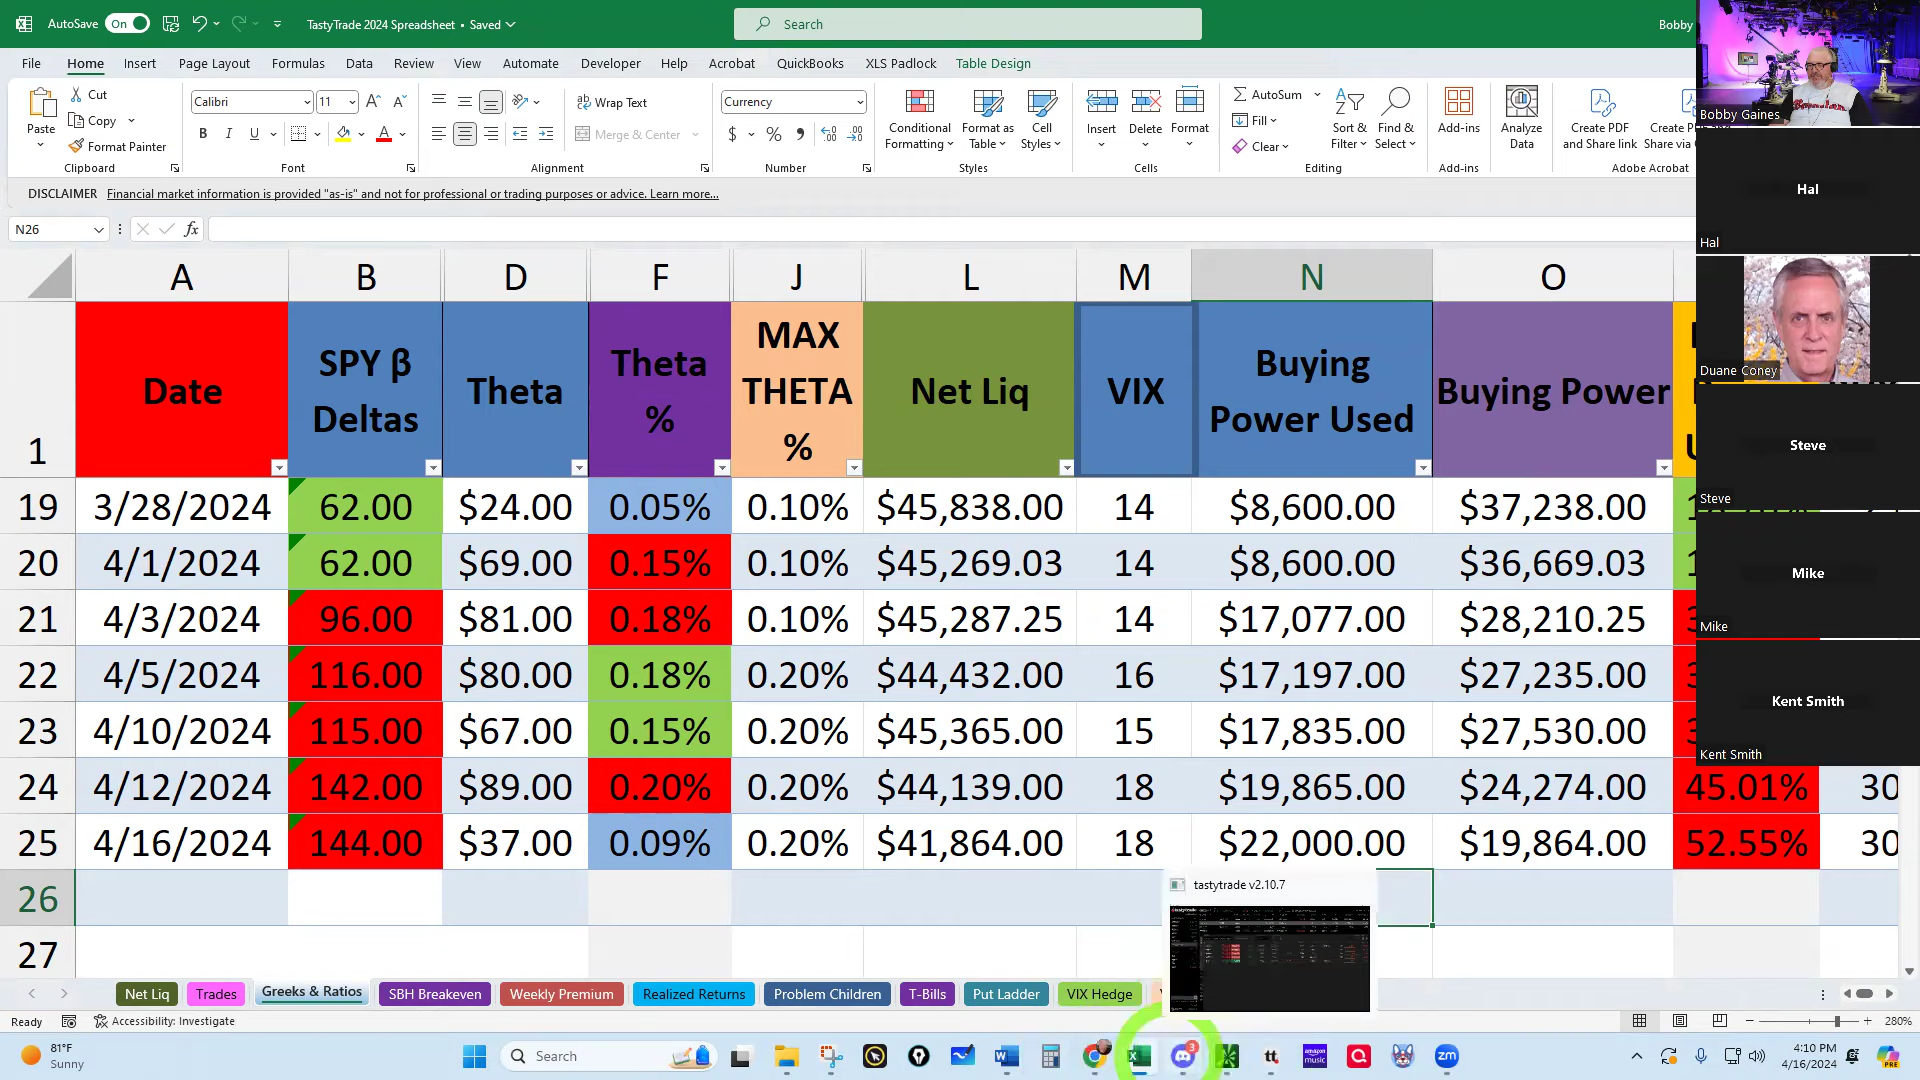 AutoSave On TastyTrade 2024 Spreadsheet • Saved Search Bobby
File Home Insert Page Layout Formulas Data Review View Automate Developer Help Acrobat QuickBooks XLS Padlock Table Design
Paste Cut Copy Format Painter Clipboard
Calibri 11 B I U A Font
Wrap Text Merge & Center Alignment
Currency $ % Number
Conditional Formatting Format as Table Cell Styles Styles
Insert Delete Format Cells
AutoSum Fill Clear Sort & Filter Find & Select Editing
Add-ins Add-ins
Analyze Data
Create PDF and Share link Create Share via Adobe Acrobat
DISCLAIMER Financial market information is provided "as-is" and not for professional or trading purposes or advice. Learn more...
N26 fx
A B D F J L M N O
1 Date SPY β Deltas Theta Theta % MAX THETA % Net Liq VIX Buying Power Used Buying Power
19 3/28/2024 62.00 $24.00 0.05% 0.10% $45,838.00 14 $8,600.00 $37,238.00
20 4/1/2024 62.00 $69.00 0.15% 0.10% $45,269.03 14 $8,600.00 $36,669.03
21 4/3/2024 96.00 $81.00 0.18% 0.10% $45,287.25 14 $17,077.00 $28,210.25
22 4/5/2024 116.00 $80.00 0.18% 0.20% $44,432.00 16 $17,197.00 $27,235.00
23 4/10/2024 115.00 $67.00 0.15% 0.20% $45,365.00 15 $17,835.00 $27,530.00
24 4/12/2024 142.00 $89.00 0.20% 0.20% $44,139.00 18 $19,865.00 $24,274.00 45.01% 30
25 4/16/2024 144.00 $37.00 0.09% 0.20% $41,864.00 18 $22,000.00 $19,864.00 52.55% 30
26
27
tastytrade v2.10.7
Net Liq Trades Greeks & Ratios SBH Breakeven Weekly Premium Realized Returns Problem Children T-Bills Put Ladder VIX Hedge
Ready Accessibility: Investigate 280%
81°F
Sunny
Search
4:10 PM
4/16/2024
Bobby Gaines
Hal
Hal
Duane Coney
Steve
Steve
Mike
Mike
Kent Smith
Kent Smith